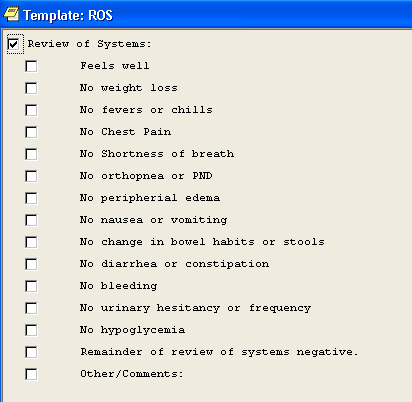 Template: ROS
Review of Systems:
Feels well
No weight loss
No fevers or chills
No Chest Pain
No Shortness of breath
No orthopnea or PND
No peripherial edema
No nausea or vomiting
No change in bowel habits or stools
No diarrhea or constipation
No bleeding
No urinary hesitancy or frequency
No hypoglycemia
Remainder of review of systems negative.
Other/Comments: